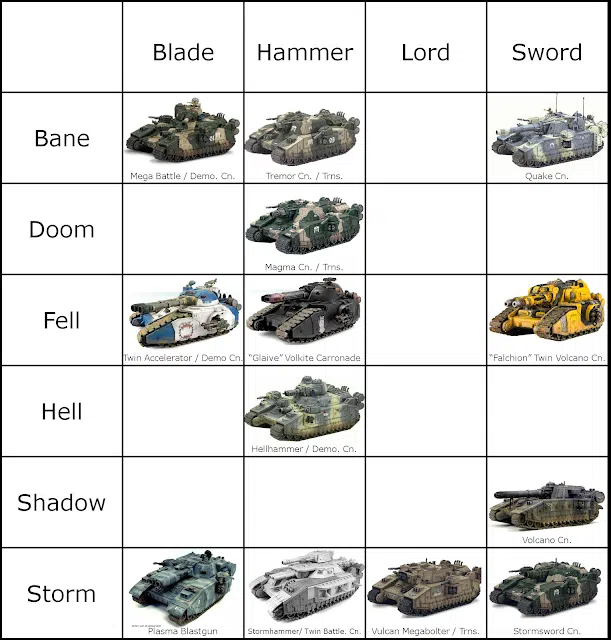 Blade Hammer Lord Sword
Bane
Mega Battle / Demo. Cn. Tremor Cn. / Trns. Quake Cn.
Doom
Magma Cn. / Trns.
Fell
Twin Accelerator / Demo Cn. "Glaive" Volkite Carronade "Falchion" Twin Volcano Cn.
Hell
Hellhammer / Demo. Cn.
Shadow
Volcano Cn.
Storm
Plasma Blastgun Stormhammer/ Twin Battle. Cn. Vulcan Megabolter / Trns. Stormsword Cn.